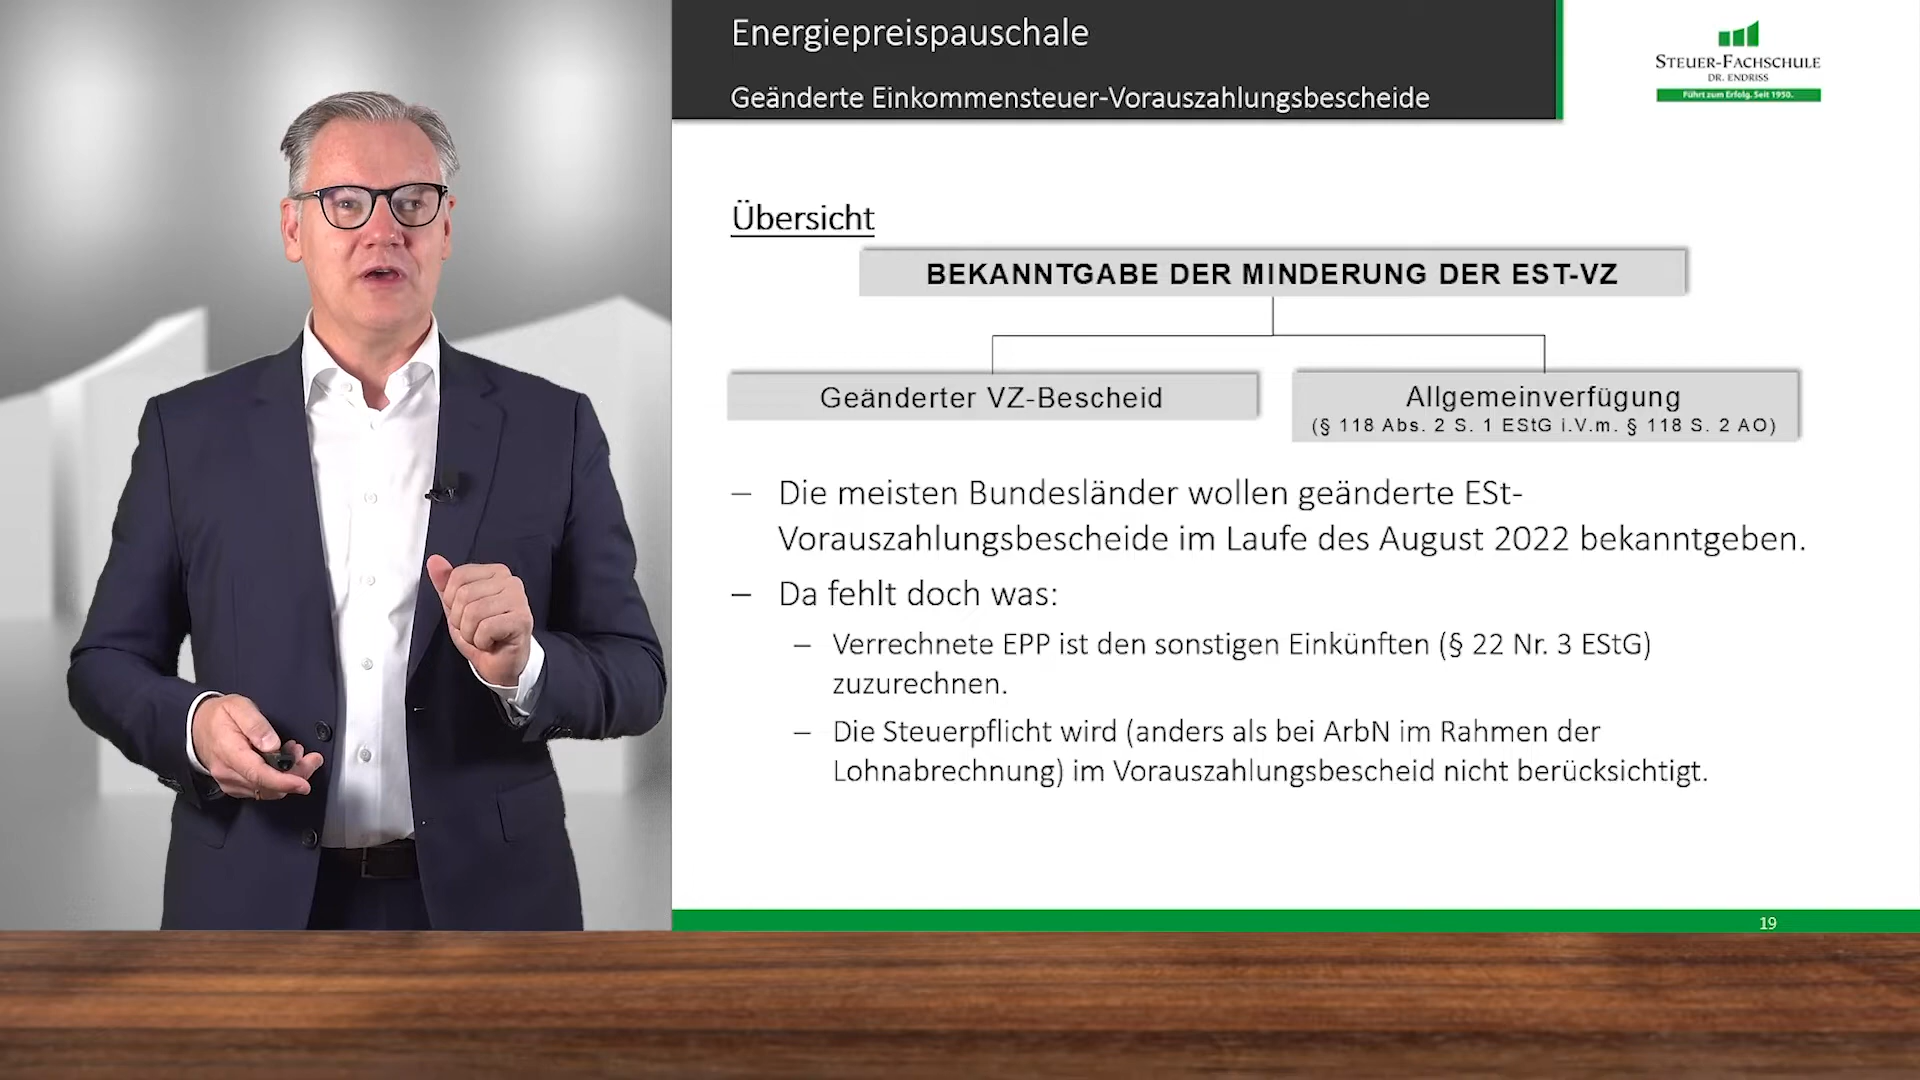 Energiepreispauschale
Geänderte Einkommensteuer-Vorauszahlungsbescheide
STEUER-FACHSCHULE
DR. ENDRISS
Führt zum Erfolg. Seit 1950.
Übersicht
BEKANNTGABE DER MINDERUNG DER EST-VZ
Geänderter VZ-Bescheid
Allgemeinverfügung
(§ 118 Abs. 2 S. 1 EStG i.V.m. § 118 S. 2 AO)
– Die meisten Bundesländer wollen geänderte ESt-
Vorauszahlungsbescheide im Laufe des August 2022 bekanntgeben.
– Da fehlt doch was:
– Verrechnete EPP ist den sonstigen Einkünften (§ 22 Nr. 3 EStG)
zuzurechnen.
– Die Steuerpflicht wird (anders als bei ArbN im Rahmen der
Lohnabrechnung) im Vorauszahlungsbescheid nicht berücksichtigt.
19